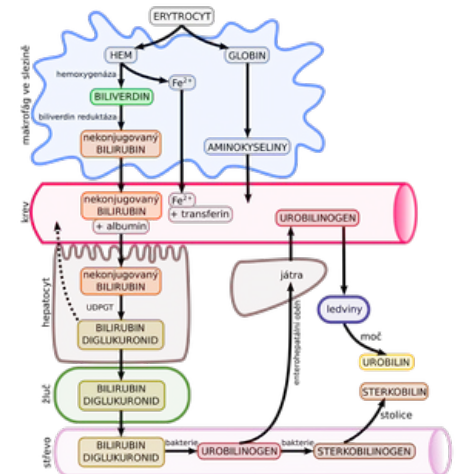 ERYTROCYT
HEM
GLOBIN
hemoxygenáza
Fe²⁺
BILIVERDIN
biliverdin reduktáza
nekonjugovaný
BILIRUBIN
AMINOKYSELINY
makrofág ve slezině
krev
nekonjugovaný
BILIRUBIN
+ albumin
Fe²⁺
+ transferin
UROBILINOGEN
hepatocyt
nekonjugovaný
BILIRUBIN
UDPGT
BILIRUBIN
DIGLUKURONID
játra
enterohepatální oběh
ledviny
moč
UROBILIN
žluč
BILIRUBIN
DIGLUKURONID
STERKOBILIN
stolice
střevo
BILIRUBIN
DIGLUKURONID
bakterie
UROBILINOGEN
bakterie
STERKOBILINOGEN